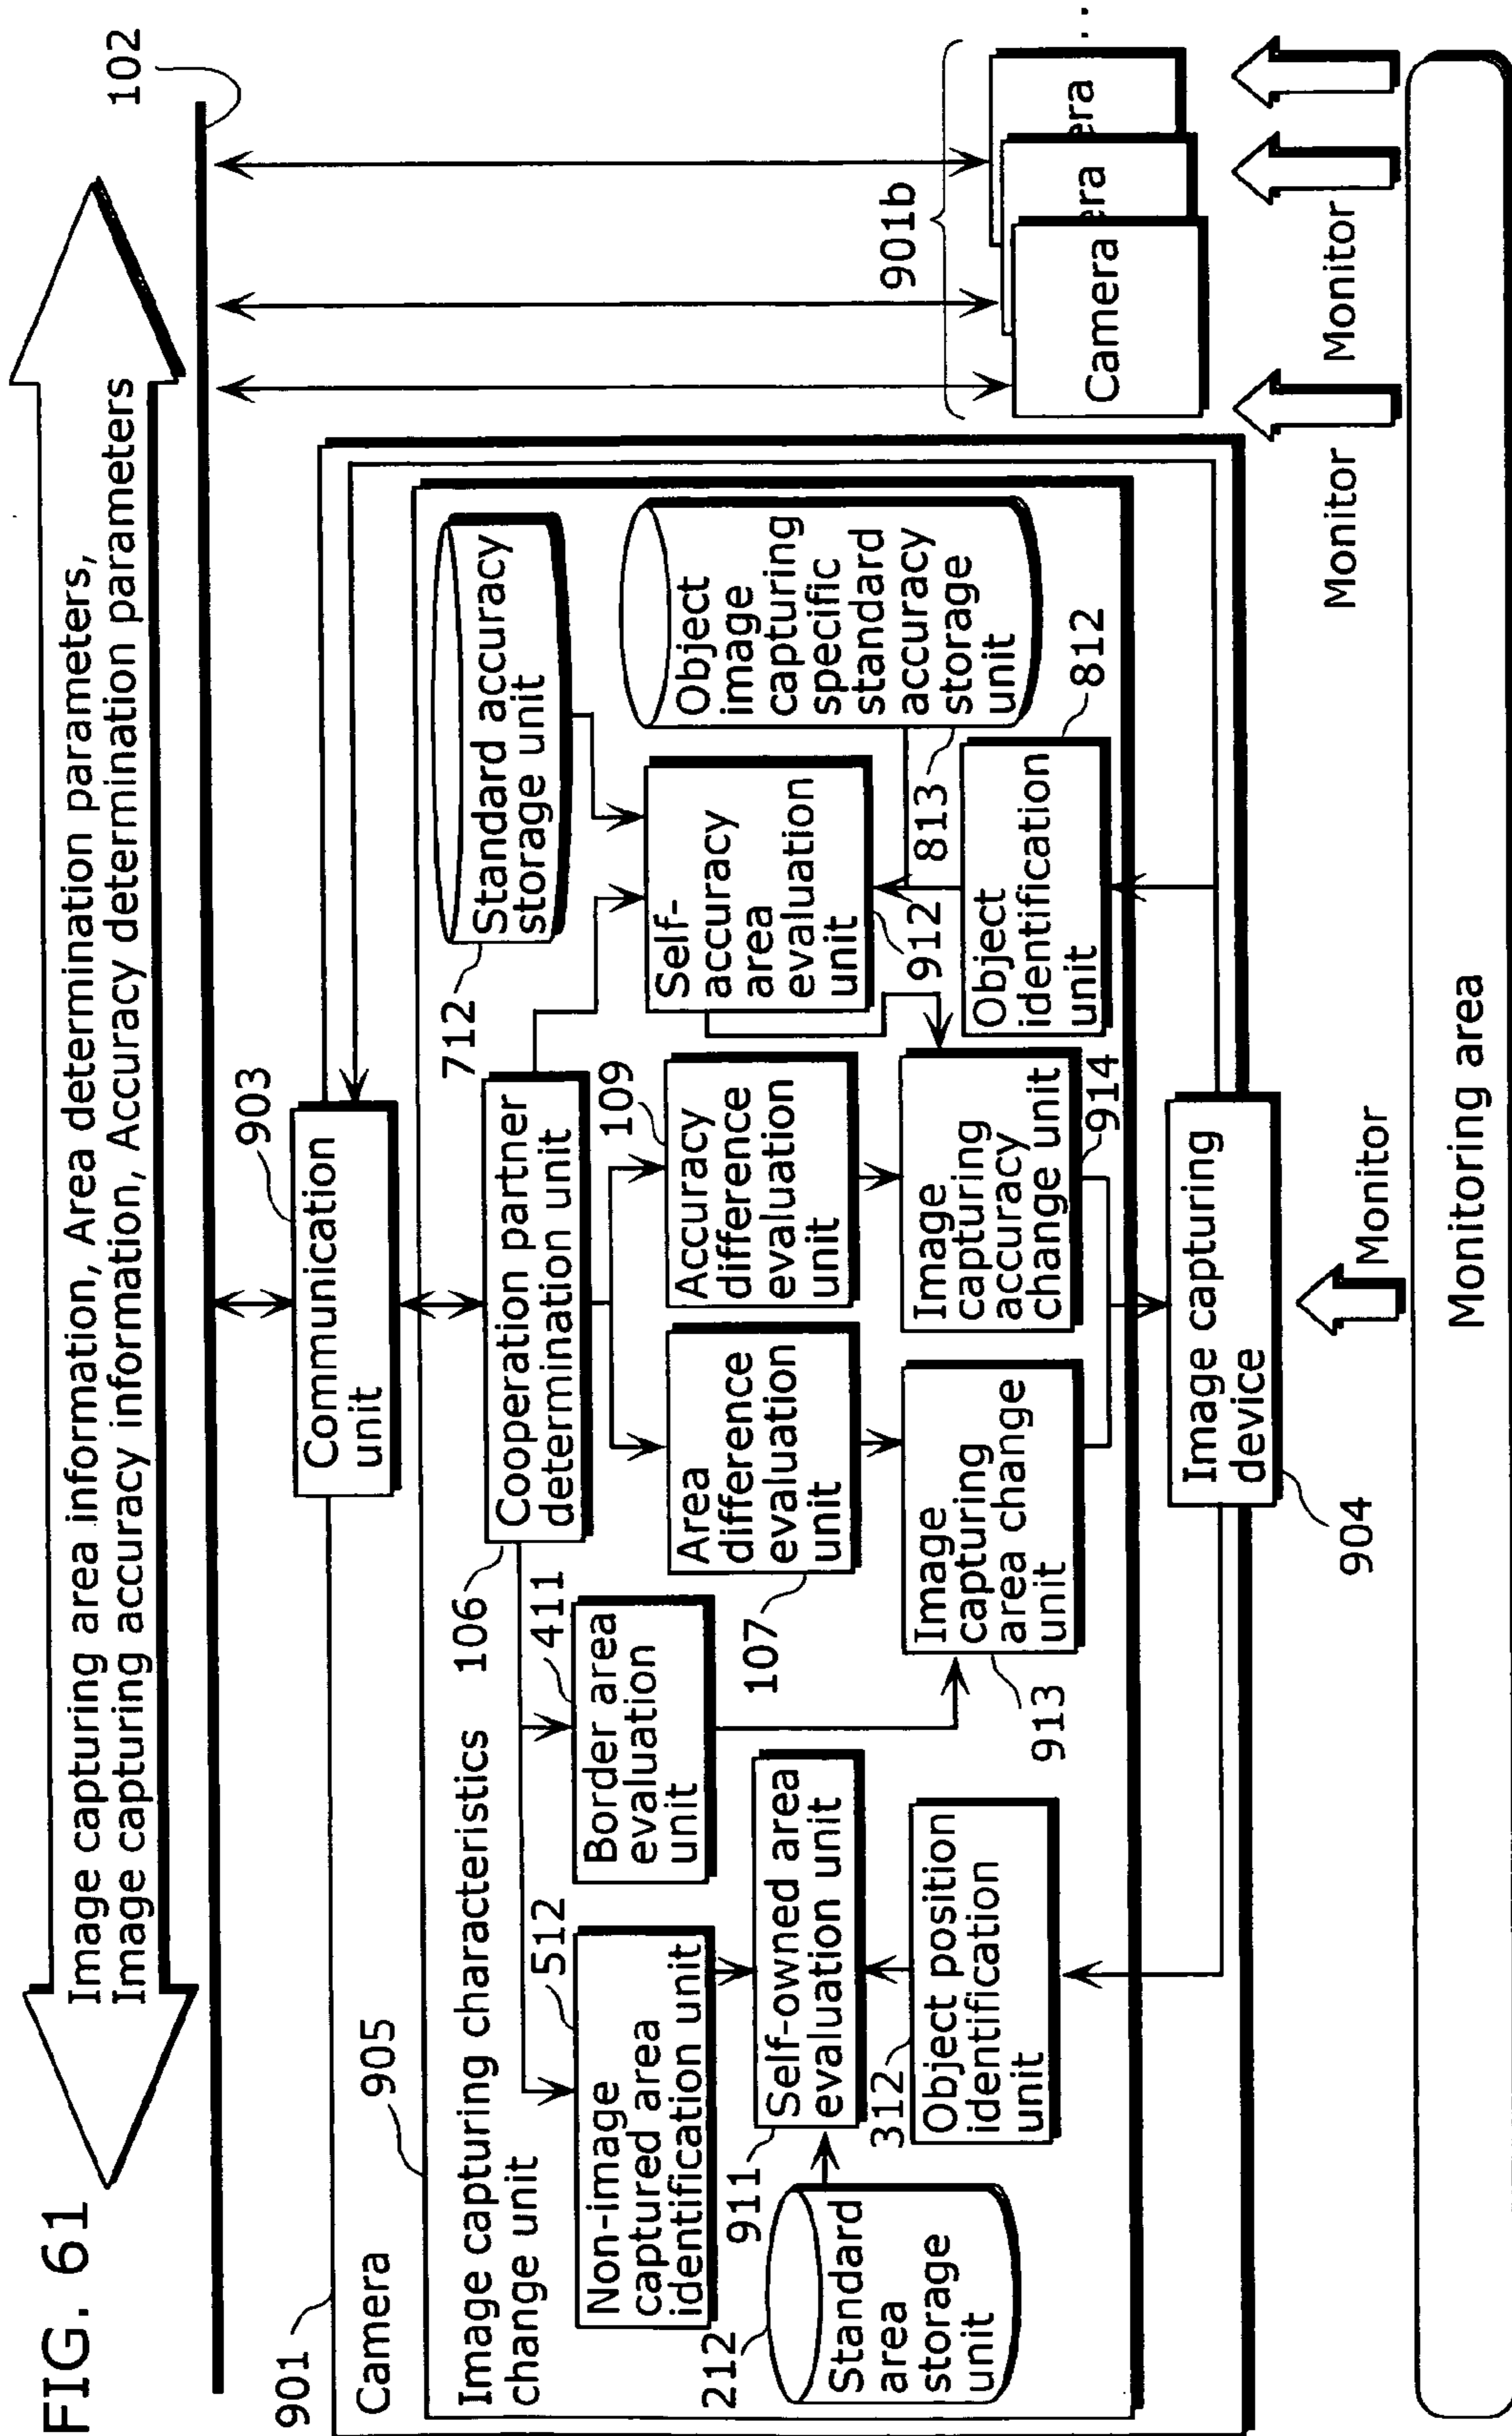 FIG. 61
Image capturing area information, Area determination parameters,
Image capturing accuracy information, Accuracy determination parameters
102
901
Camera
903
Communication
unit
905
Image capturing characteristics
change unit
106
Cooperation partner
determination unit
712
Standard accuracy
storage unit
512
Non-image
captured area
identification unit
411
Border area
evaluation
unit
107
Area
difference
evaluation
unit
109
Accuracy
difference
evaluation
unit
Self-
accuracy
area
evaluation
unit
912
Object
image
capturing
specific
standard
accuracy
storage
unit
813
212
Standard
area
storage
unit
911
Self-owned area
evaluation unit
312
Object position
identification
unit
913
Image
capturing
area change
unit
Image
capturing
accuracy
change unit
914
Object
identification
unit
812
Image capturing
device
904
901b
Camera
era
era
..
Monitor
Monitor
Monitor
Monitoring area